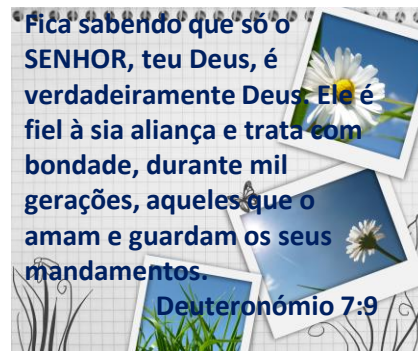 Fica sabendo que só o
SENHOR, teu Deus, é
verdadeiramente Deus. Ele é
fiel à sia aliança e trata com
bondade, durante mil
gerações, aqueles que o
amam e guardam os seus
mandamentos.
Deuteronómio 7:9